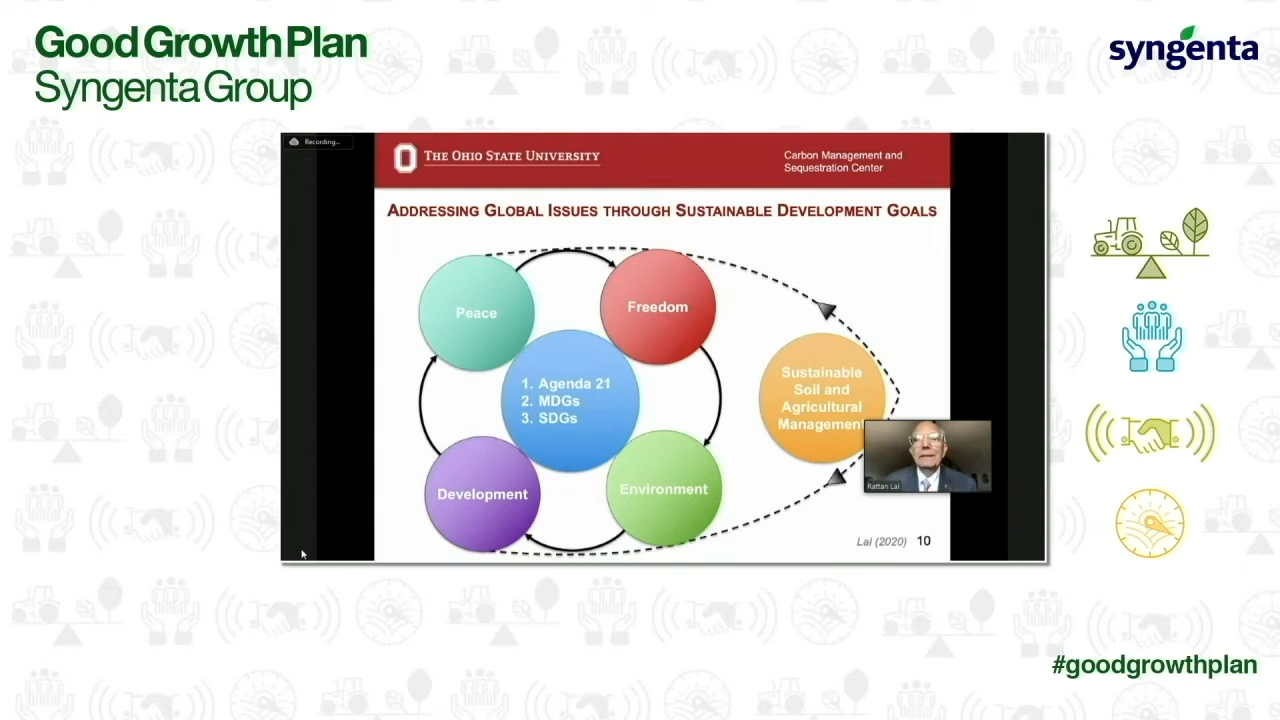 Good Growth Plan
Syngenta Group
syngenta
Recording...
THE OHIO STATE UNIVERSITY
Carbon Management and
Sequestration Center
ADDRESSING GLOBAL ISSUES THROUGH SUSTAINABLE DEVELOPMENT GOALS
Peace
Freedom
1. Agenda 21
2. MDGs
3. SDGs
Sustainable
Soil and
Agricultural
Managemen
Development
Environment
Rattan Lal
Lal (2020) 10
#goodgrowthplan